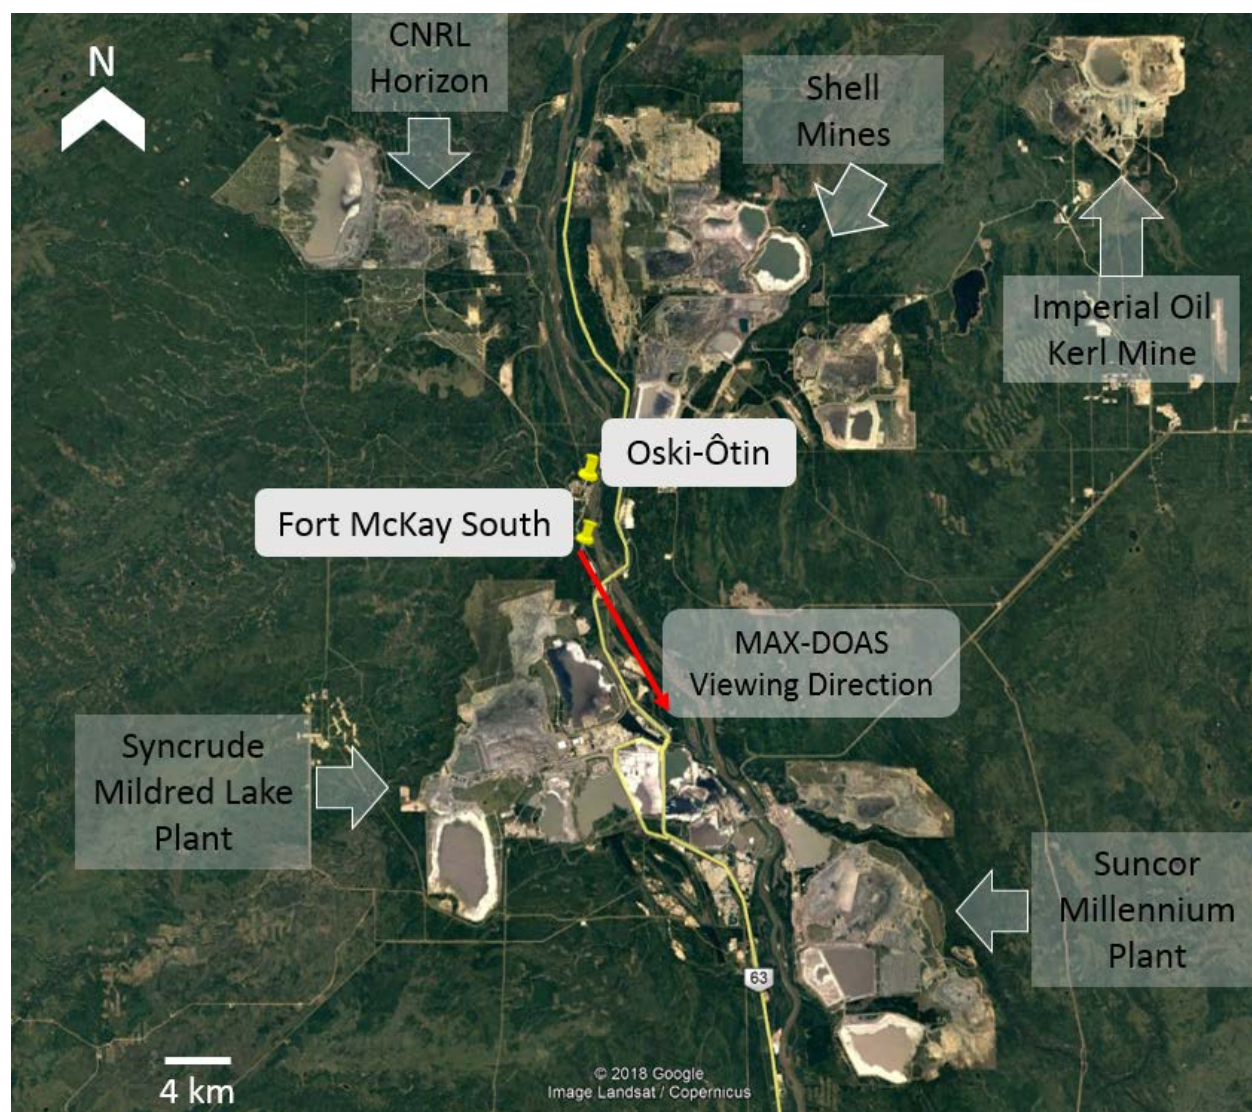 N
CNRL
Horizon
Shell
Mines
Imperial Oil
Kerl Mine
Oski-Ôtin
Fort McKay South
MAX-DOAS
Viewing Direction
Syncrude
Mildred Lake
Plant
Suncor
Millennium
Plant
63
4 km
© 2018 Google
Image Landsat / Copernicus